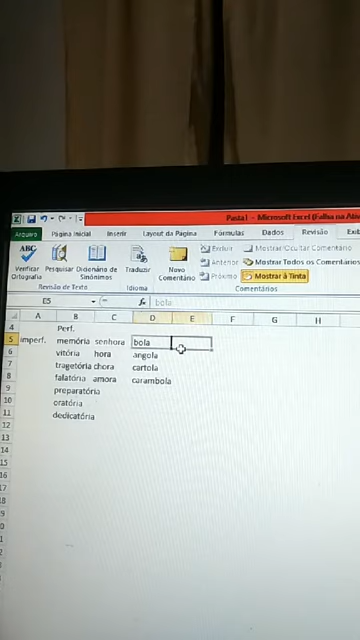 Pasta1 - Microsoft Excel (Falha na Ativ
Arquivo Página Inicial Inserir Layout da Página Fórmulas Dados Revisão Exib
ABC
Verificar Ortografia Pesquisar Dicionário de Sinônimos Traduzir Novo Comentário
Excluir Mostrar/Ocultar Comentário
Anterior Mostrar Todos os Comentários
Próximo Mostrar à Tinta
Revisão de Texto Idioma Comentários
E5 fx bola
A B C D E F G H
4 Perf.
5 imperf. memória senhora bola
6 vitória hora angola
7 tragetória chora cartola
8 falatória amora carambola
9 preparatória
10 oratória
11 dedicatória
12
13
14
15
16
17
18
19